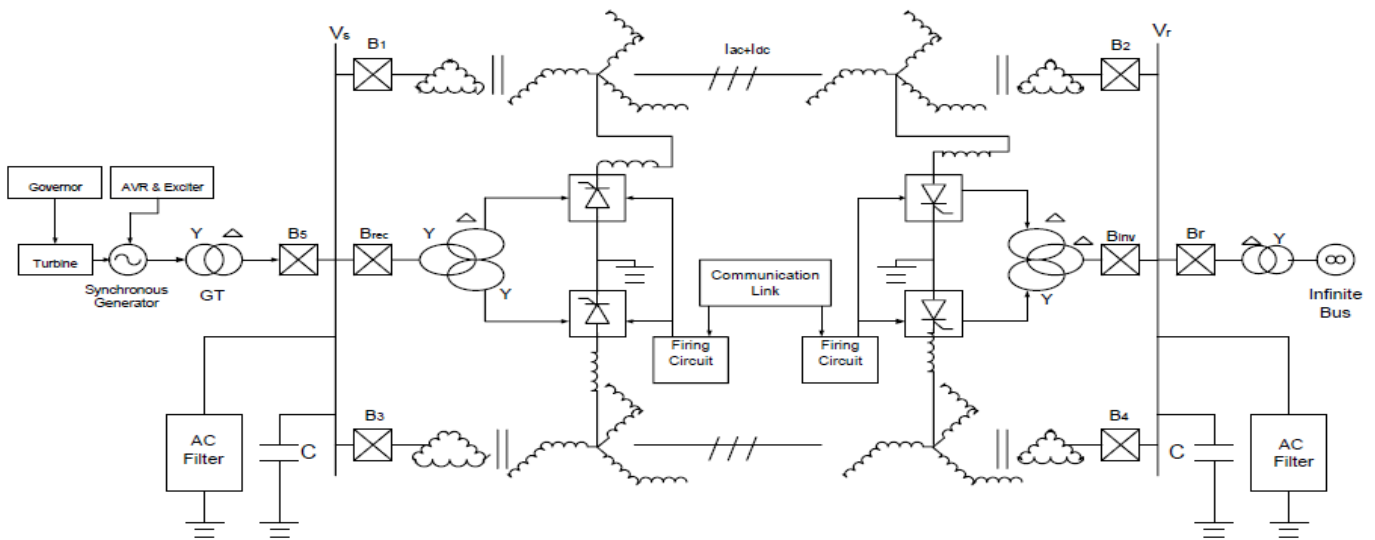 Vs
B1
Iac+Idc
B2
Vr
Governor
AVR & Exciter
Turbine
Synchronous
Generator
Y
Δ
GT
B5
Brec
Y
Δ
Y
Communication
Link
Firing
Circuit
Firing
Circuit
Δ
Δ
Y
Binv
Br
Δ
Y
∞
Infinite
Bus
AC
Filter
C
B3
B4
C
AC
Filter